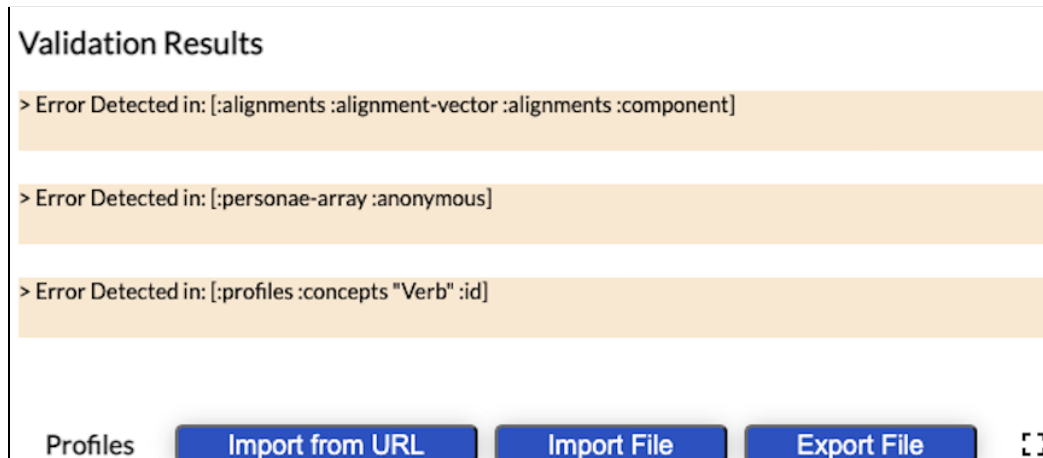 Validation Results
> Error Detected in: [:alignments :alignment-vector :alignments :component]
> Error Detected in: [:personae-array :anonymous]
> Error Detected in: [:profiles :concepts "Verb" :id]
Profiles Import from URL Import File Export File